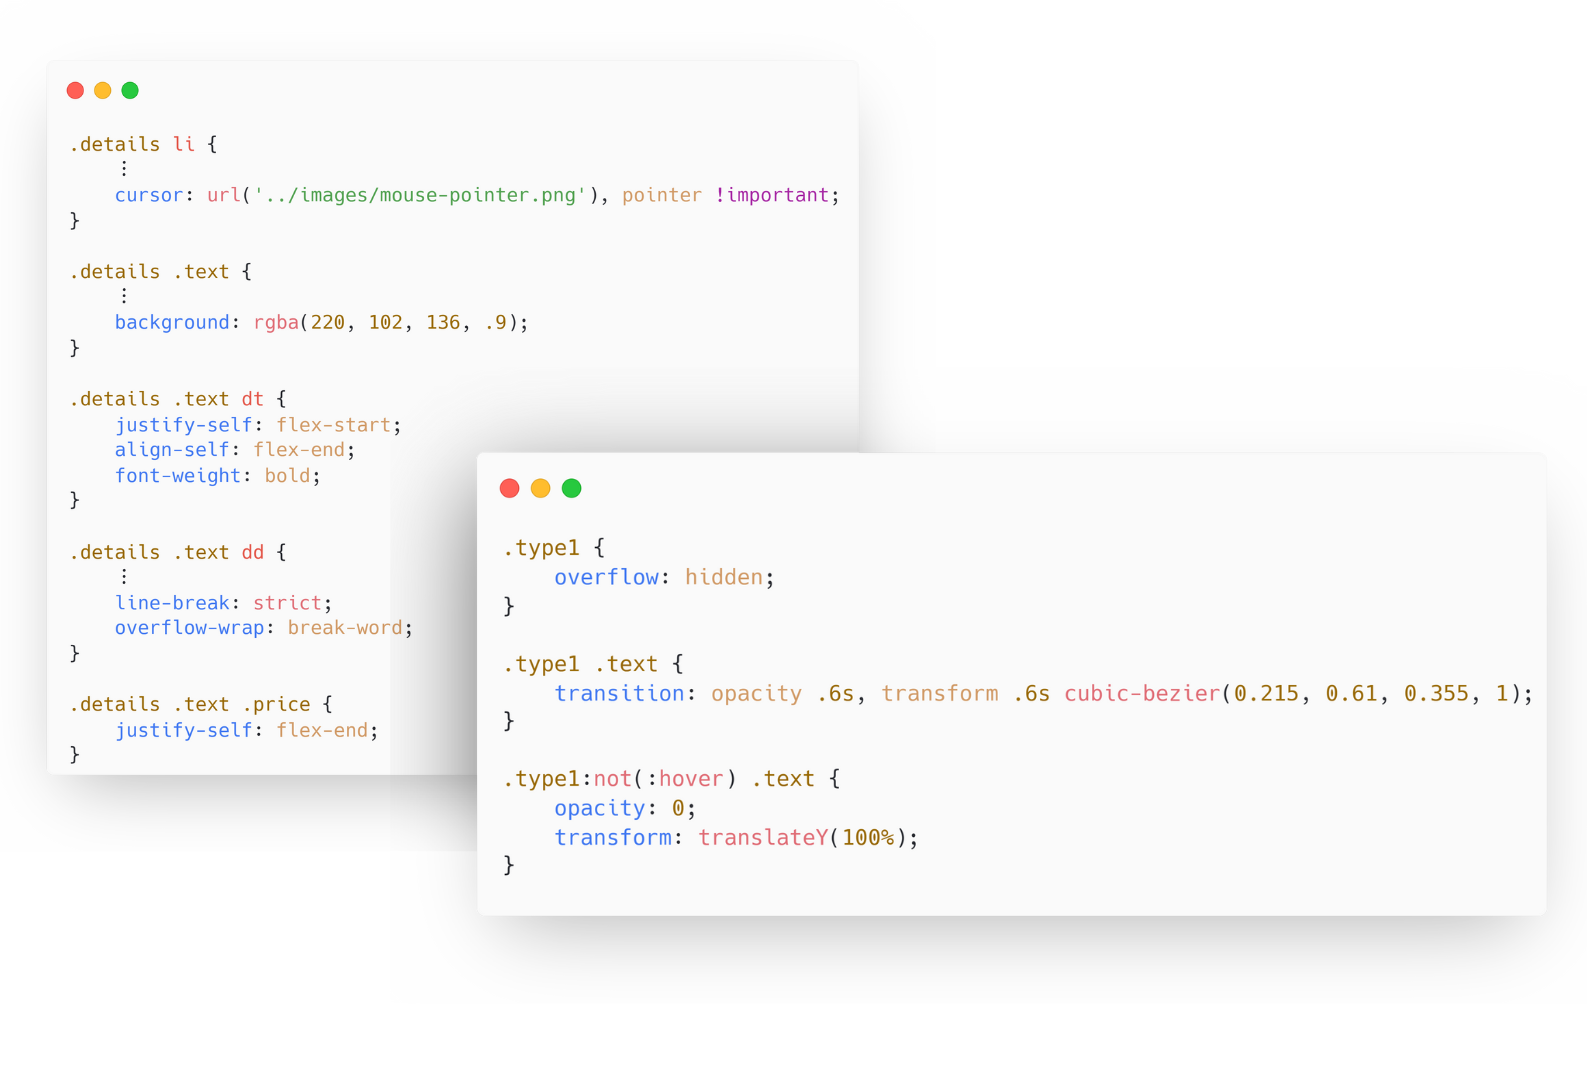 .details li {
    ⋮
    cursor: url('../images/mouse-pointer.png'), pointer !important;
}

.details .text {
    ⋮
    background: rgba(220, 102, 136, .9);
}

.details .text dt {
    justify-self: flex-start;
    align-self: flex-end;
    font-weight: bold;
}

.details .text dd {
    ⋮
    line-break: strict;
    overflow-wrap: break-word;
}

.details .text .price {
    justify-self: flex-end;
}

.type1 {
    overflow: hidden;
}

.type1 .text {
    transition: opacity .6s, transform .6s cubic-bezier(0.215, 0.61, 0.355, 1);
}

.type1:not(:hover) .text {
    opacity: 0;
    transform: translateY(100%);
}